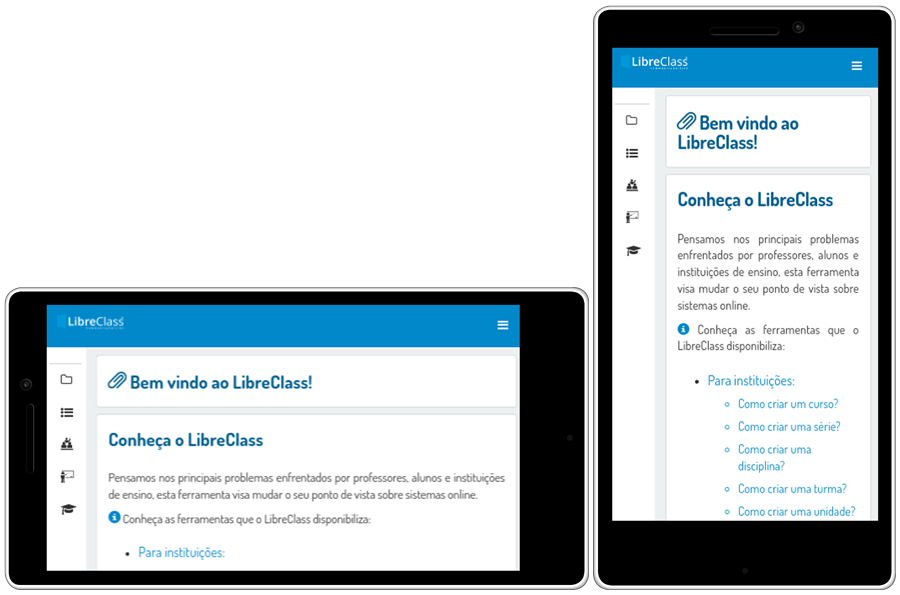 LibreClass
Bem vindo ao LibreClass!
Conheça o LibreClass
Pensamos nos principais problemas enfrentados por professores, alunos e instituições
de ensino, esta ferramenta visa mudar o seu ponto de vista sobre sistemas online.
Conheça as ferramentas que o LibreClass disponibiliza:
• Para instituições:
LibreClass
Bem vindo ao
LibreClass!
Conheça o LibreClass
Pensamos nos principais problemas
enfrentados por professores, alunos e
instituições de ensino, esta ferramenta
visa mudar o seu ponto de vista sobre
sistemas online.
Conheça as ferramentas que o
LibreClass disponibiliza:
• Para instituições:
Como criar um curso?
Como criar uma série?
Como criar uma
disciplina?
Como criar uma turma?
Como criar uma unidade?